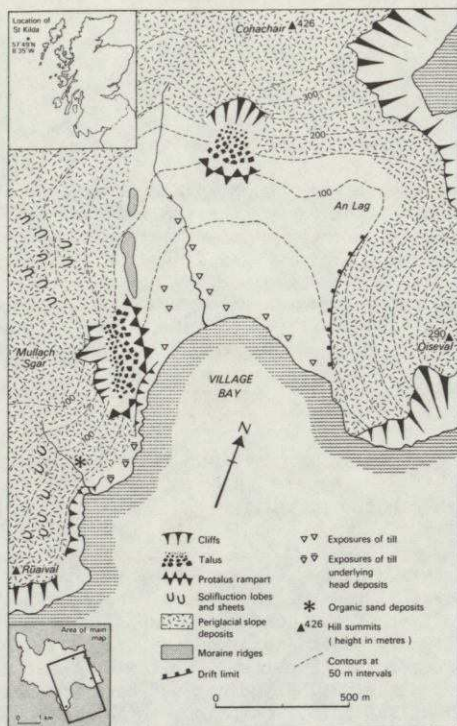 Location of
St Kilda
57°49'N
8°35'W
Conachair ▲426
300
200
100
An Lag
290
Oiseval
Mullach
Sgar
VILLAGE
BAY
N
Rùaival
Cliffs
Talus
Protalus rampart
Solifluction lobes
and sheets
Periglacial slope
deposits
Moraine ridges
Drift limit
Exposures of till
Exposures of till
underlying
head deposits
Organic sand deposits
▲426 Hill summits
(height in metres)
Contours at
50 m intervals
Area of main
map
0 1 km
0 500 m